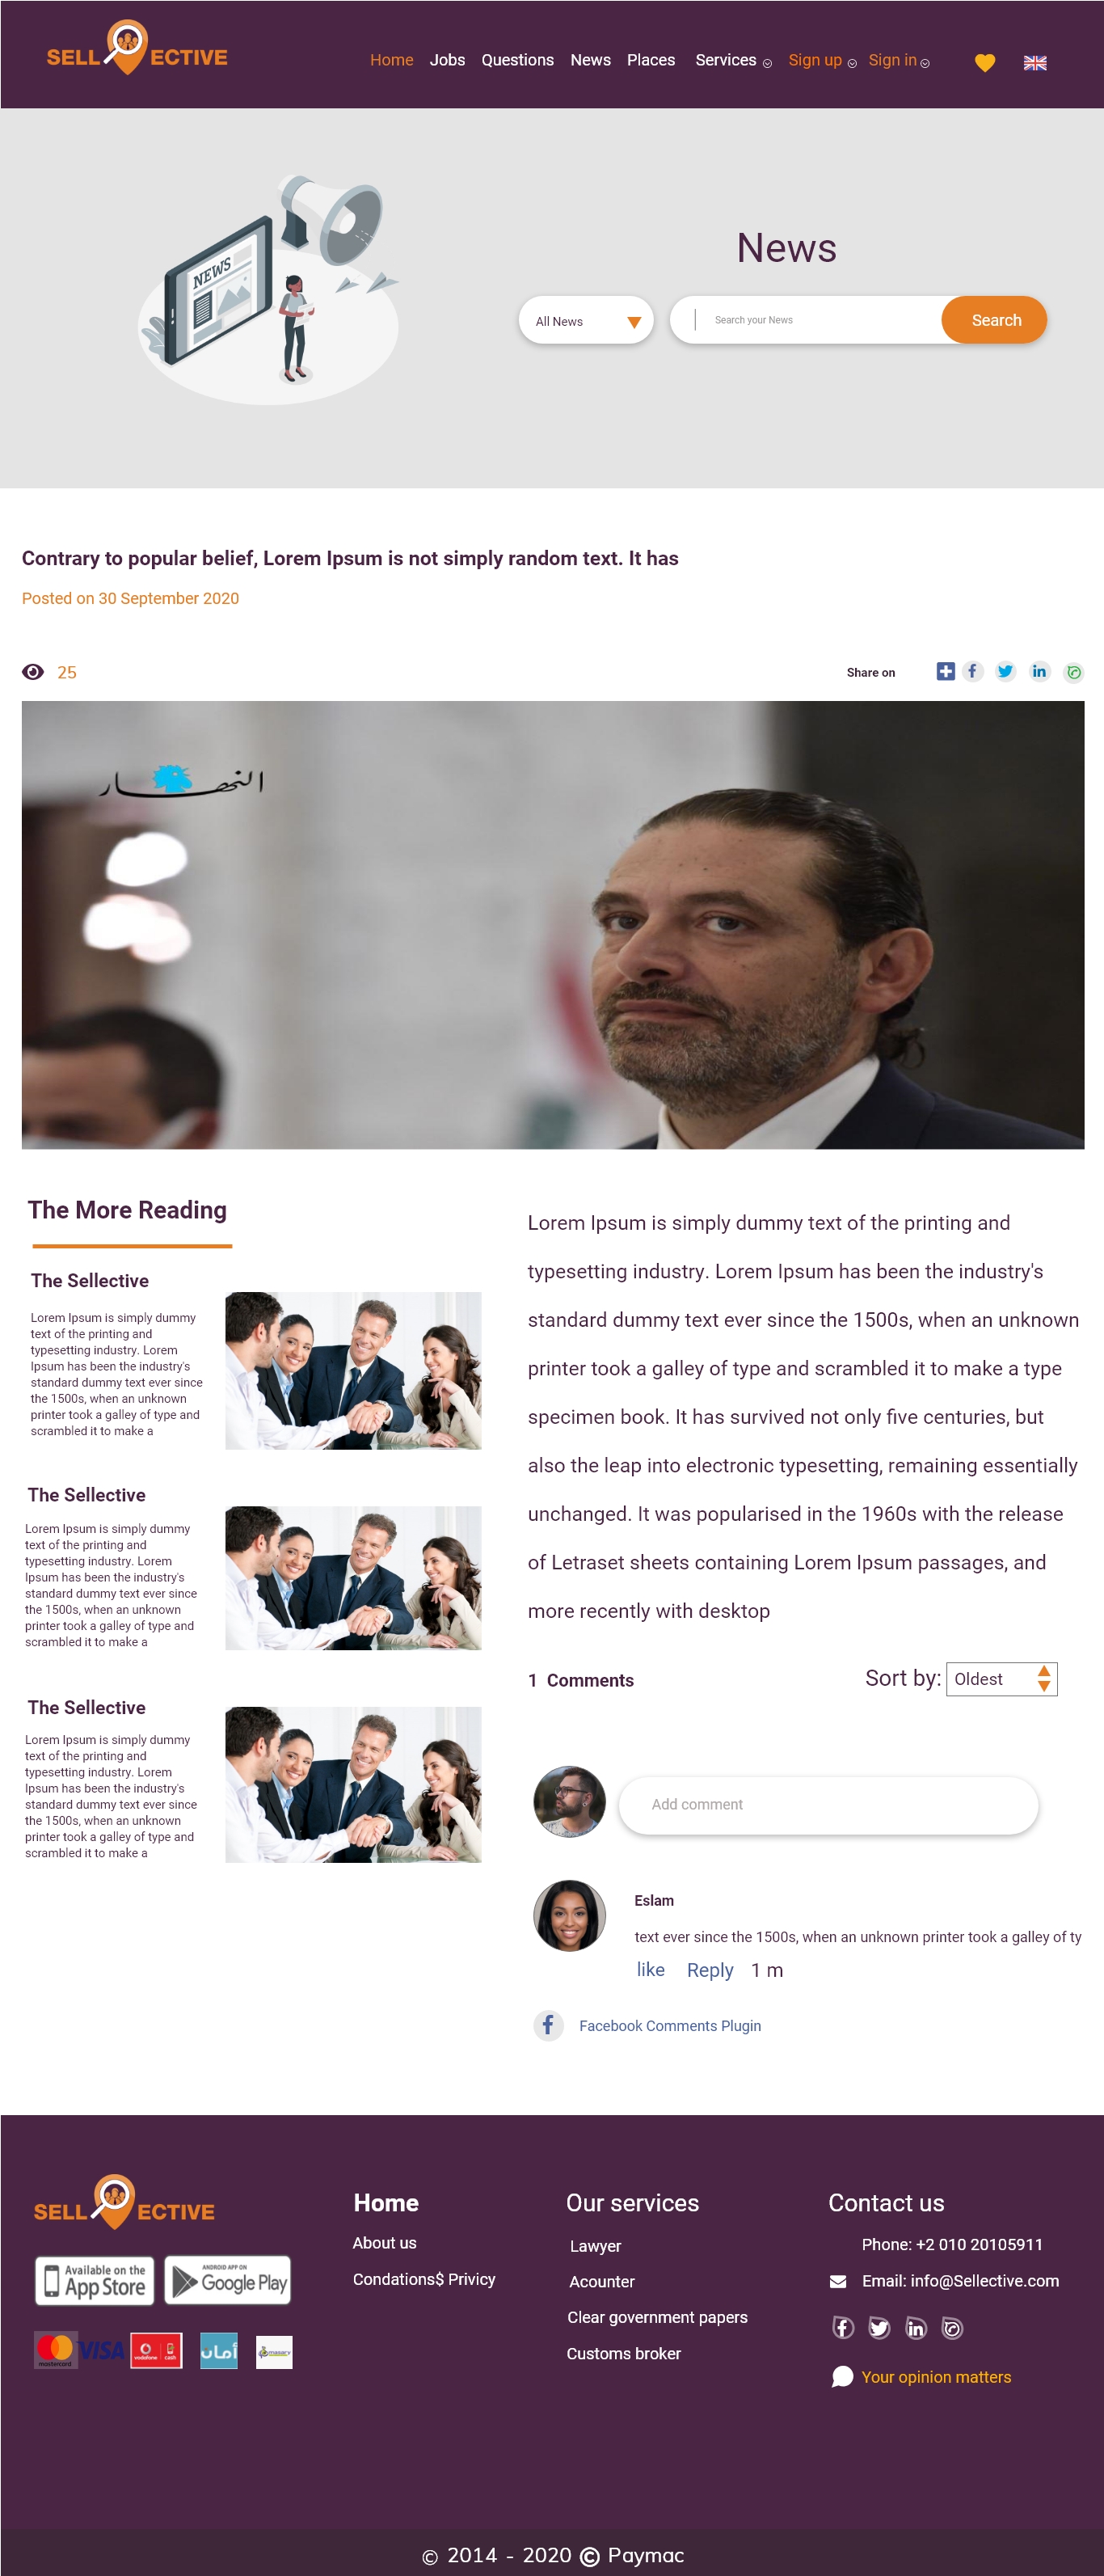 SELL ECTIVE
Home Jobs Questions News Places Services Sign up Sign in
NEWS
News
All News
Search your News
Search
Contrary to popular belief, Lorem Ipsum is not simply random text. It has
Posted on 30 September 2020
25
Share on
النهار
The More Reading
The Sellective
Lorem Ipsum is simply dummy
text of the printing and
typesetting industry. Lorem
Ipsum has been the industry's
standard dummy text ever since
the 1500s, when an unknown
printer took a galley of type and
scrambled it to make a
The Sellective
Lorem Ipsum is simply dummy
text of the printing and
typesetting industry. Lorem
Ipsum has been the industry's
standard dummy text ever since
the 1500s, when an unknown
printer took a galley of type and
scrambled it to make a
The Sellective
Lorem Ipsum is simply dummy
text of the printing and
typesetting industry. Lorem
Ipsum has been the industry's
standard dummy text ever since
the 1500s, when an unknown
printer took a galley of type and
scrambled it to make a
Lorem Ipsum is simply dummy text of the printing and
typesetting industry. Lorem Ipsum has been the industry's
standard dummy text ever since the 1500s, when an unknown
printer took a galley of type and scrambled it to make a type
specimen book. It has survived not only five centuries, but
also the leap into electronic typesetting, remaining essentially
unchanged. It was popularised in the 1960s with the release
of Letraset sheets containing Lorem Ipsum passages, and
more recently with desktop
1 Comments
Sort by: Oldest
Add comment
Eslam
text ever since the 1500s, when an unknown printer took a galley of ty
like Reply 1 m
Facebook Comments Plugin
SELL ECTIVE
Available on the
App Store
ANDROID APP ON
Google Play
mastercard
VISA
vodafone cash
أمان
masary
Home
About us
Condations$ Privicy
Our services
Lawyer
Acounter
Clear government papers
Customs broker
Contact us
Phone: +2 010 20105911
Email: info@Sellective.com
Your opinion matters
© 2014 - 2020 © Paymac